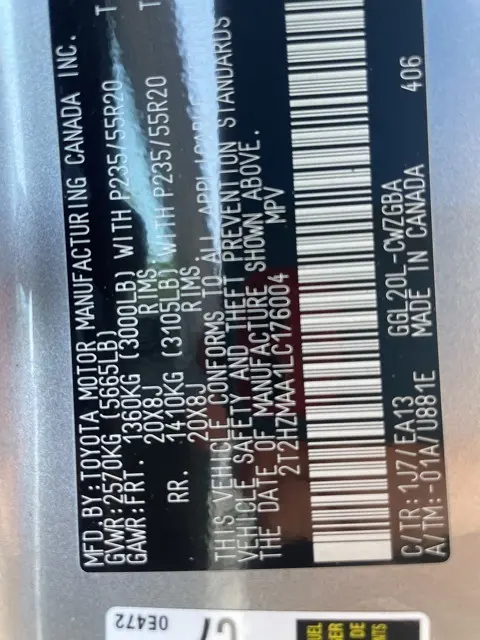 MFD.BY:TOYOTA MOTOR MANUFACTURING CANADA INC. T
GVWR:2570KG (5665LB)
GAWR:FRT. 1360KG (3000LB) WITH P235/55R20 T
20X8J RIMS
RR. 1410KG (3105LB) WITH P235/55R20
20X8J RIMS
THIS VEHICLE CONFORMS TO ALL
VEHICLE SAFETY AND THEFT PREVENTION STANDARDS
THE DATE OF MANUFACTURE SHOWN ABOVE.
2T2HZMAA1LC176004 MPV
C/TR:1J7/EA13 GGL20L-CWZGBA
A/TM:-01A/U881E MADE IN CANADA 406
0E472